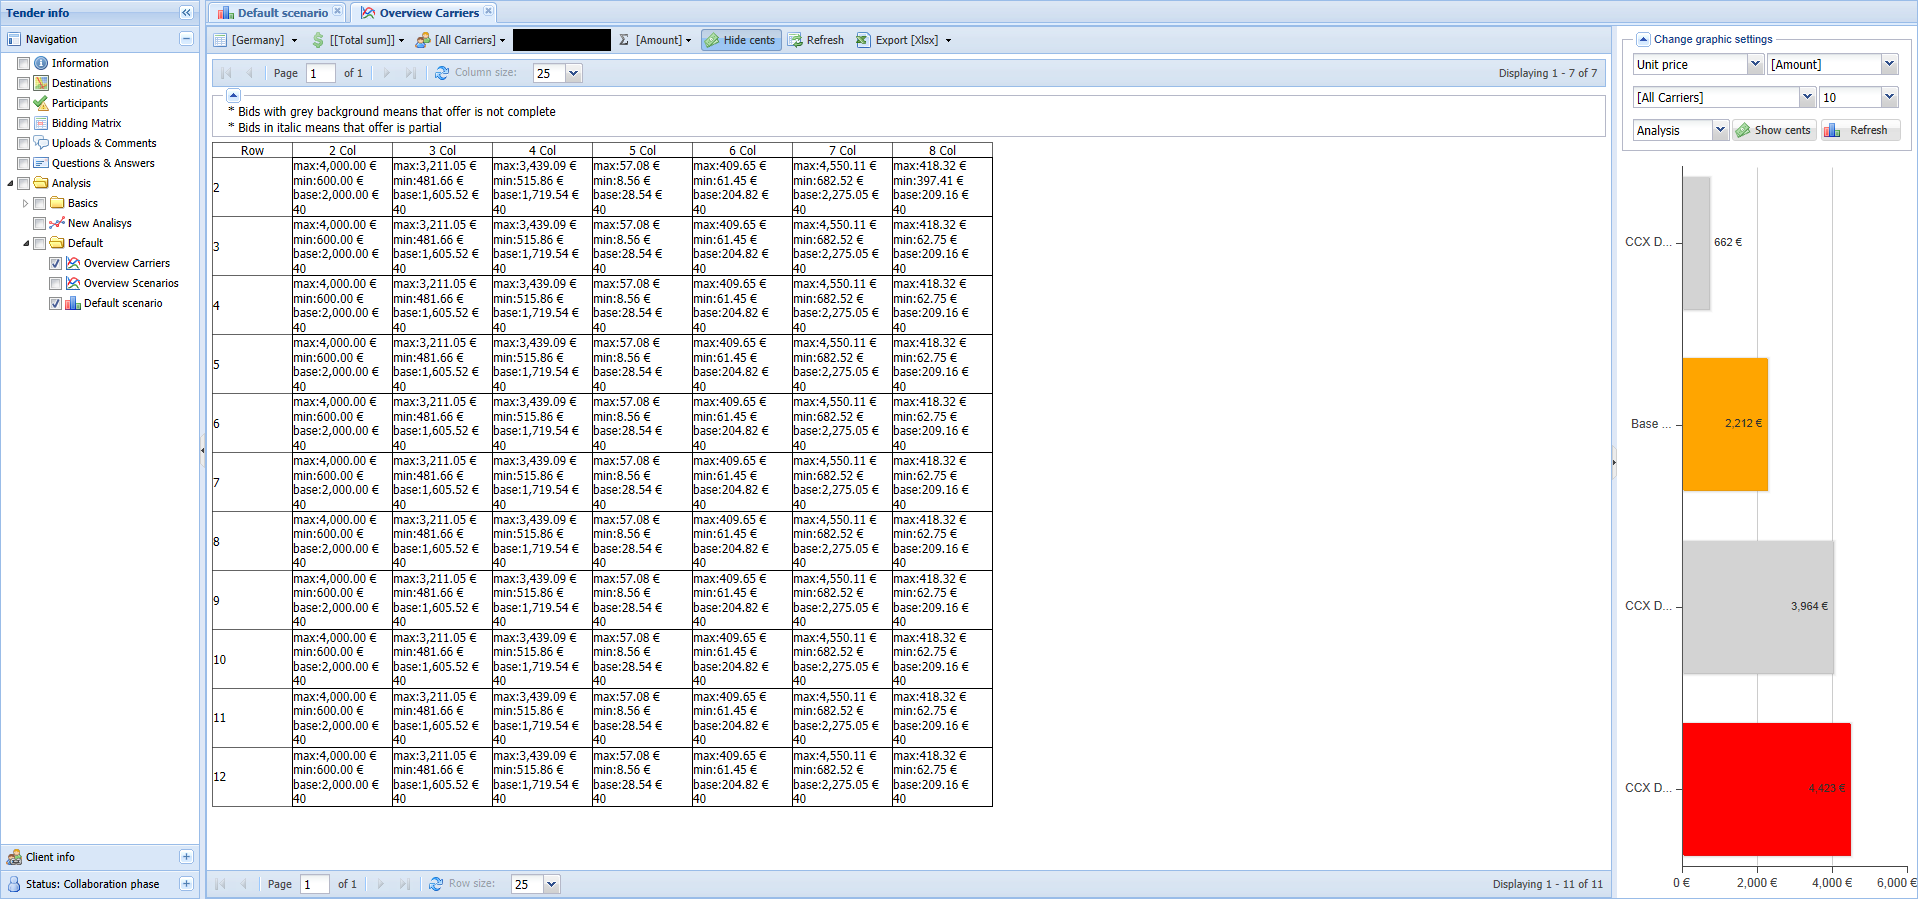 Tender info
Navigation
Information
Destinations
Participants
Bidding Matrix
Uploads & Comments
Questions & Answers
Analysis
Basics
New Analisys
Default
Overview Carriers
Overview Scenarios
Default scenario
Client info
Status: Collaboration phase
Default scenario
Overview Carriers
[Germany] [[Total sum]] [All Carriers] Σ [Amount] Hide cents Refresh Export [Xlsx]
Page 1 of 1 Column size: 25 Displaying 1 - 7 of 7
* Bids with grey background means that offer is not complete
* Bids in italic means that offer is partial
Row 2 Col 3 Col 4 Col 5 Col 6 Col 7 Col 8 Col
max:4,000.00 € max:3,211.05 € max:3,439.09 € max:57.08 € max:409.65 € max:4,550.11 € max:418.32 €
2 min:600.00 € min:481.66 € min:515.86 € min:8.56 € min:61.45 € min:682.52 € min:397.41 €
base:2,000.00 € base:1,605.52 € base:1,719.54 € base:28.54 € base:204.82 € base:2,275.05 € base:209.16 €
40 40 40 40 40 40 40
max:4,000.00 € max:3,211.05 € max:3,439.09 € max:57.08 € max:409.65 € max:4,550.11 € max:418.32 €
3 min:600.00 € min:481.66 € min:515.86 € min:8.56 € min:61.45 € min:682.52 € min:62.75 €
base:2,000.00 € base:1,605.52 € base:1,719.54 € base:28.54 € base:204.82 € base:2,275.05 € base:209.16 €
40 40 40 40 40 40 40
max:4,000.00 € max:3,211.05 € max:3,439.09 € max:57.08 € max:409.65 € max:4,550.11 € max:418.32 €
4 min:600.00 € min:481.66 € min:515.86 € min:8.56 € min:61.45 € min:682.52 € min:62.75 €
base:2,000.00 € base:1,605.52 € base:1,719.54 € base:28.54 € base:204.82 € base:2,275.05 € base:209.16 €
40 40 40 40 40 40 40
max:4,000.00 € max:3,211.05 € max:3,439.09 € max:57.08 € max:409.65 € max:4,550.11 € max:418.32 €
5 min:600.00 € min:481.66 € min:515.86 € min:8.56 € min:61.45 € min:682.52 € min:62.75 €
base:2,000.00 € base:1,605.52 € base:1,719.54 € base:28.54 € base:204.82 € base:2,275.05 € base:209.16 €
40 40 40 40 40 40 40
max:4,000.00 € max:3,211.05 € max:3,439.09 € max:57.08 € max:409.65 € max:4,550.11 € max:418.32 €
6 min:600.00 € min:481.66 € min:515.86 € min:8.56 € min:61.45 € min:682.52 € min:62.75 €
base:2,000.00 € base:1,605.52 € base:1,719.54 € base:28.54 € base:204.82 € base:2,275.05 € base:209.16 €
40 40 40 40 40 40 40
max:4,000.00 € max:3,211.05 € max:3,439.09 € max:57.08 € max:409.65 € max:4,550.11 € max:418.32 €
7 min:600.00 € min:481.66 € min:515.86 € min:8.56 € min:61.45 € min:682.52 € min:62.75 €
base:2,000.00 € base:1,605.52 € base:1,719.54 € base:28.54 € base:204.82 € base:2,275.05 € base:209.16 €
40 40 40 40 40 40 40
max:4,000.00 € max:3,211.05 € max:3,439.09 € max:57.08 € max:409.65 € max:4,550.11 € max:418.32 €
8 min:600.00 € min:481.66 € min:515.86 € min:8.56 € min:61.45 € min:682.52 € min:62.75 €
base:2,000.00 € base:1,605.52 € base:1,719.54 € base:28.54 € base:204.82 € base:2,275.05 € base:209.16 €
40 40 40 40 40 40 40
max:4,000.00 € max:3,211.05 € max:3,439.09 € max:57.08 € max:409.65 € max:4,550.11 € max:418.32 €
9 min:600.00 € min:481.66 € min:515.86 € min:8.56 € min:61.45 € min:682.52 € min:62.75 €
base:2,000.00 € base:1,605.52 € base:1,719.54 € base:28.54 € base:204.82 € base:2,275.05 € base:209.16 €
40 40 40 40 40 40 40
max:4,000.00 € max:3,211.05 € max:3,439.09 € max:57.08 € max:409.65 € max:4,550.11 € max:418.32 €
10 min:600.00 € min:481.66 € min:515.86 € min:8.56 € min:61.45 € min:682.52 € min:62.75 €
base:2,000.00 € base:1,605.52 € base:1,719.54 € base:28.54 € base:204.82 € base:2,275.05 € base:209.16 €
40 40 40 40 40 40 40
max:4,000.00 € max:3,211.05 € max:3,439.09 € max:57.08 € max:409.65 € max:4,550.11 € max:418.32 €
11 min:600.00 € min:481.66 € min:515.86 € min:8.56 € min:61.45 € min:682.52 € min:62.75 €
base:2,000.00 € base:1,605.52 € base:1,719.54 € base:28.54 € base:204.82 € base:2,275.05 € base:209.16 €
40 40 40 40 40 40 40
max:4,000.00 € max:3,211.05 € max:3,439.09 € max:57.08 € max:409.65 € max:4,550.11 € max:418.32 €
12 min:600.00 € min:481.66 € min:515.86 € min:8.56 € min:61.45 € min:682.52 € min:62.75 €
base:2,000.00 € base:1,605.52 € base:1,719.54 € base:28.54 € base:204.82 € base:2,275.05 € base:209.16 €
40 40 40 40 40 40 40
Page 1 of 1 Row size: 25 Displaying 1 - 11 of 11
Change graphic settings
Unit price [Amount]
[All Carriers] 10
Analysis Show cents Refresh
CCX D... 662 €
Base ... 2,212 €
CCX D... 3,964 €
CCX D... 4,423 €
0 € 2,000 € 4,000 € 6,000 €